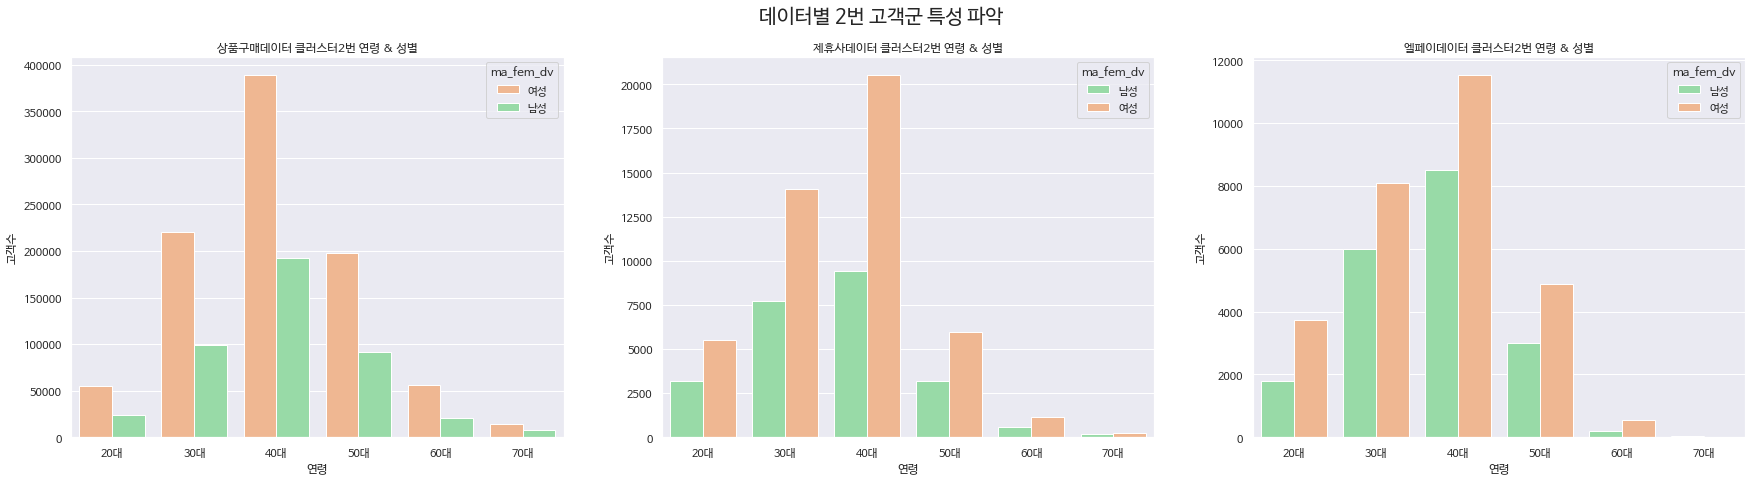 데이터별 2번 고객군 특성 파악
상품구매데이터 클러스터2번 연령 & 성별
ma_fem_dv
여성
남성
고객수
400000
350000
300000
250000
200000
150000
100000
50000
0
20대 30대 40대 50대 60대 70대
연령
제휴사데이터 클러스터2번 연령 & 성별
ma_fem_dv
남성
여성
고객수
20000
17500
15000
12500
10000
7500
5000
2500
0
20대 30대 40대 50대 60대 70대
연령
엘페이데이터 클러스터2번 연령 & 성별
ma_fem_dv
남성
여성
고객수
12000
10000
8000
6000
4000
2000
0
20대 30대 40대 50대 60대 70대
연령